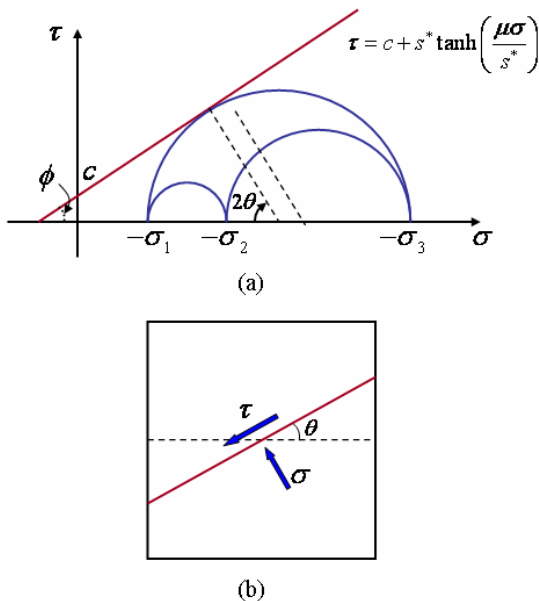 τ
τ = c + s* tanh(μσ/s*)
ϕ
c
2θ
−σ₁ −σ₂ −σ₃ σ
(a)
τ
θ
σ
(b)